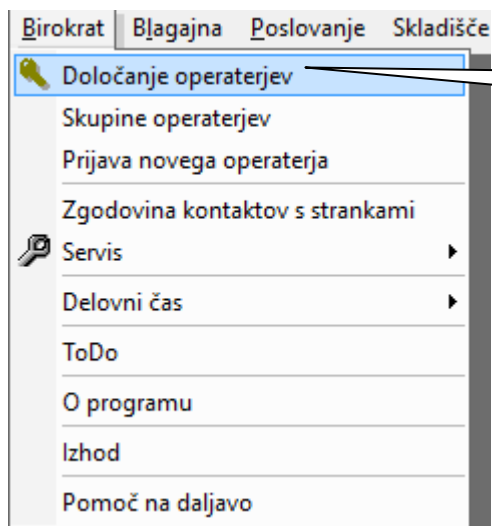 Birokrat Blagajna Poslovanje Skladišče
Določanje operaterjev
Skupine operaterjev
Prijava novega operaterja
Zgodovina kontaktov s strankami
Servis
Delovni čas
ToDo
O programu
Izhod
Pomoč na daljavo